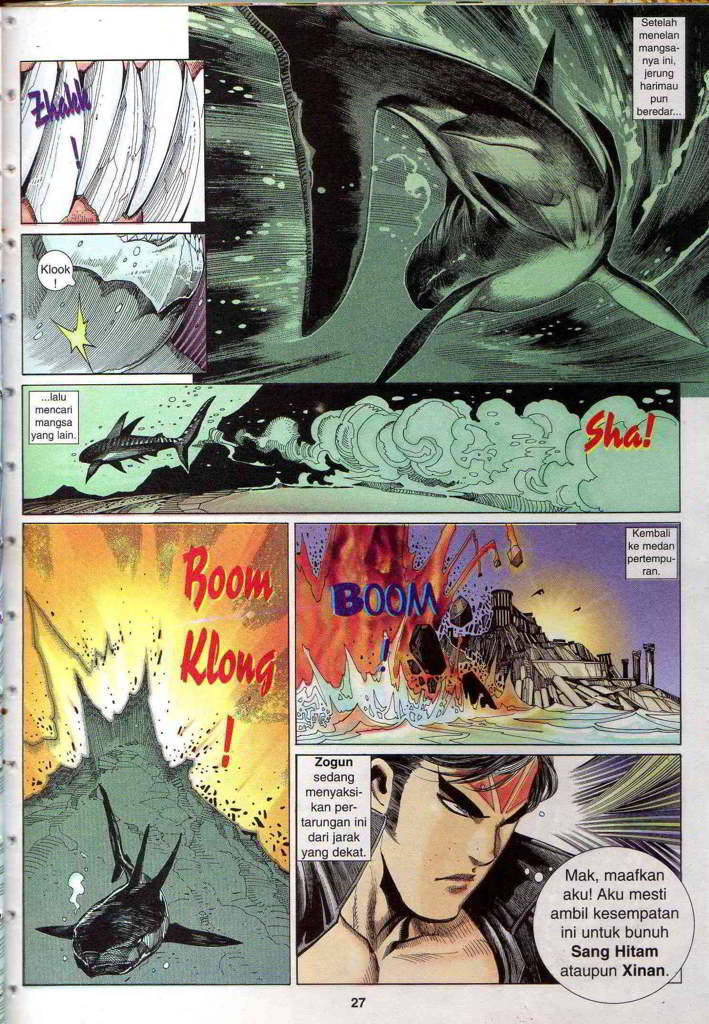 Setelah
menelan
mangsa-
nya ini,
jerung
harimau
pun
beredar...
Zhakk
!
Klook
!
...lalu
mencari
mangsa
yang lain.
Sha!
Boom
Klong
!
Kembali
ke medan
pertempu-
ran.
BOOM
!
Zogun
sedang
menyaksi-
kan per-
tarungan ini
dari jarak
yang dekat.
Mak, maafkan
aku! Aku mesti
ambil kesempatan
ini untuk bunuh
Sang Hitam
ataupun Xinan.
27